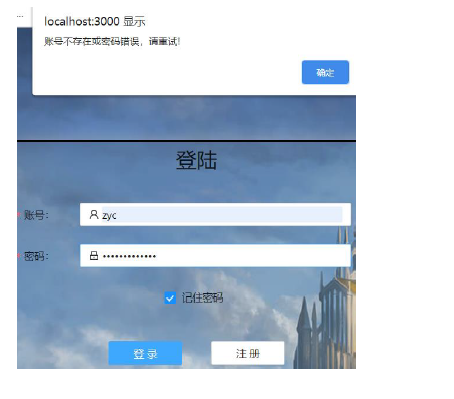 localhost:3000 显示
账号不存在或密码错误，请重试!
确定
登陆
* 账号: zyc
* 密码: •••••••••••••
记住密码
登 录 注 册